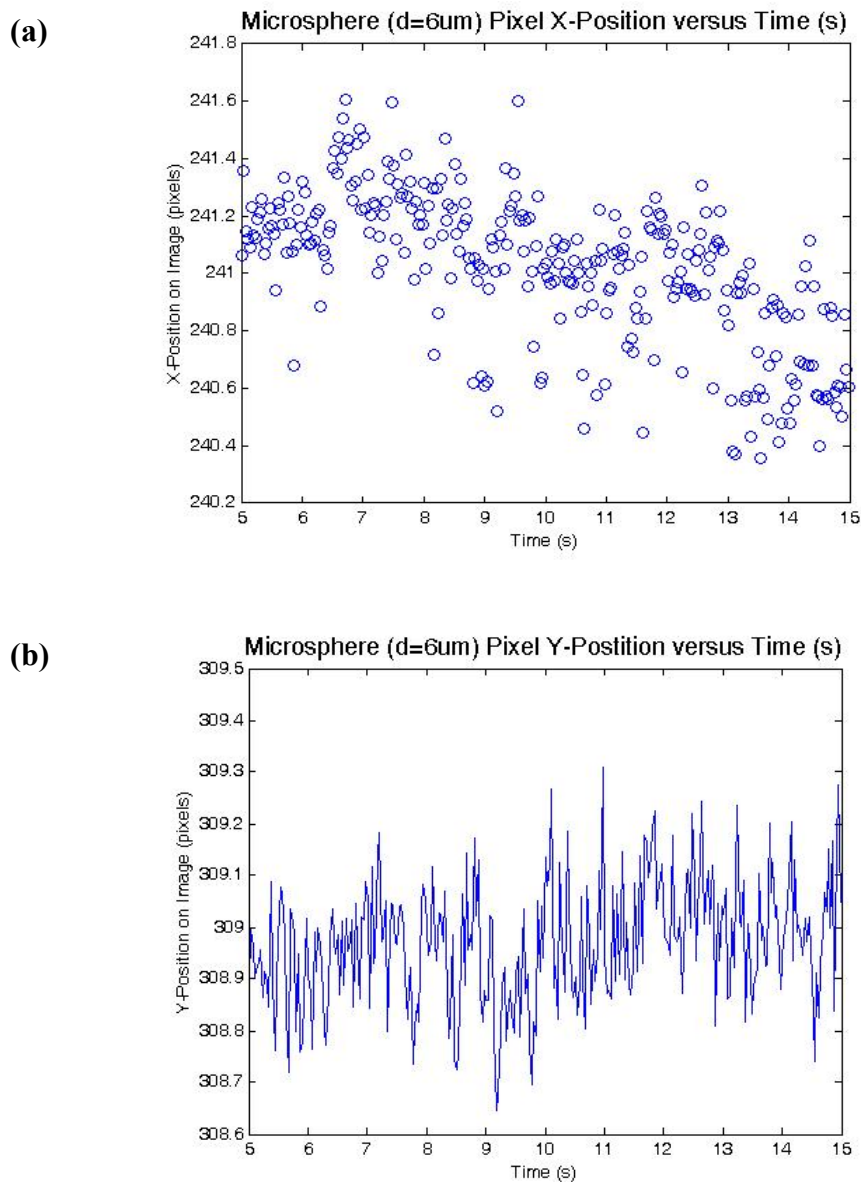 (a)
Microsphere (d=6um) Pixel X-Position versus Time (s)
241.8
241.6
241.4
241.2
241
240.8
240.6
240.4
240.2
X-Position on Image (pixels)
5 6 7 8 9 10 11 12 13 14 15
Time (s)
(b)
Microsphere (d=6um) Pixel Y-Postition versus Time (s)
309.5
309.4
309.3
309.2
309.1
309
308.9
308.8
308.7
308.6
Y-Position on Image (pixels)
5 6 7 8 9 10 11 12 13 14 15
Time (s)